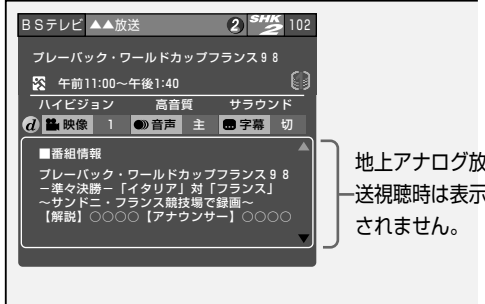 BSテレビ ▲▲放送 ❷ SHK 2 102
プレーバック・ワールドカップフランス98
午前11:00〜午後1:40
ハイビジョン 高音質 サラウンド
d 映像 1 音声 主 字幕 切
■番組情報
プレーバック・ワールドカップフランス98
－準々決勝－「イタリア」対「フランス」
〜サンドニ・フランス競技場で録画〜
【解説】○○○○【アナウンサー】○○○○
地上アナログ放
送視聴時は表示
されません。